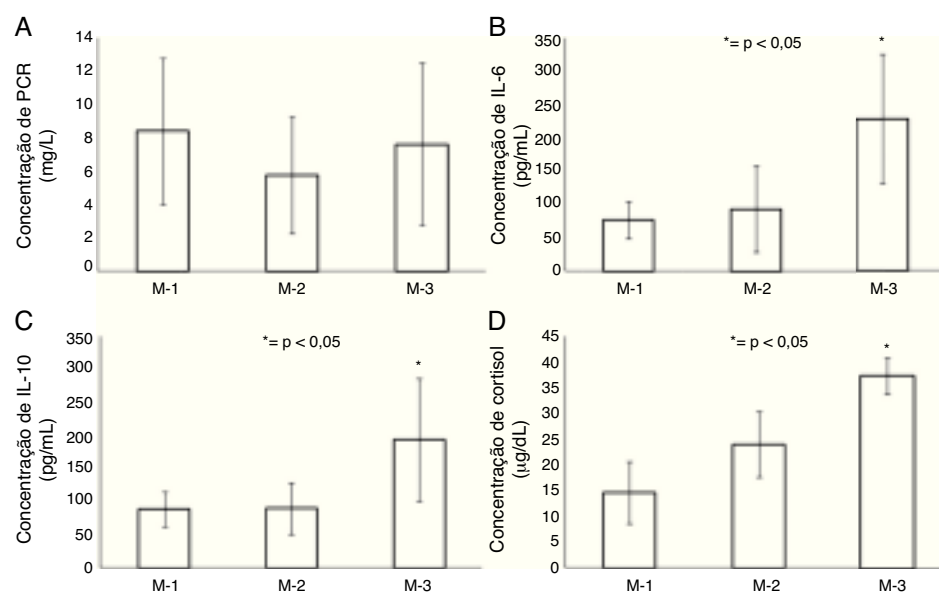 A
Concentração de PCR
(mg/L)
14
12
10
8
6
4
2
0
M-1
M-2
M-3
B
Concentração de IL-6
(pg/mL)
*= p < 0,05
*
350
300
250
200
150
100
50
0
M-1
M-2
M-3
C
Concentração de IL-10
(pg/mL)
*= p < 0,05
*
350
300
250
200
150
100
50
0
M-1
M-2
M-3
D
Concentração de cortisol
(μg/dL)
*= p < 0,05
*
45
40
35
30
25
20
15
10
5
0
M-1
M-2
M-3